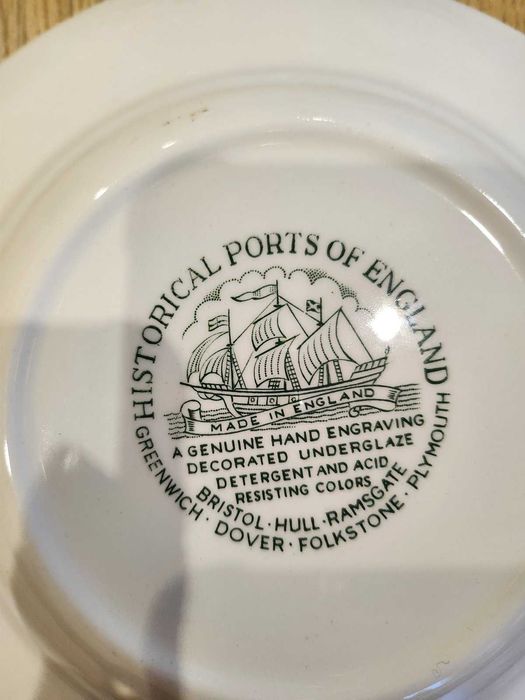 HISTORICAL PORTS OF ENGLAND
MADE IN ENGLAND
A GENUINE HAND ENGRAVING
DECORATED UNDERGLAZE
DETERGENT AND ACID
RESISTING COLORS
BRISTOL · HULL · RAMSGATE
GREENWICH · DOVER · FOLKSTONE · PLYMOUTH